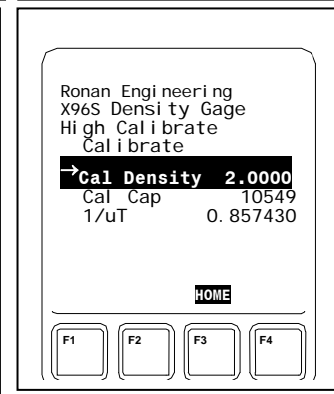 Ronan Engineering
X96S Density Gage
High Calibrate
Calibrate
→Cal Density 2.0000
Cal Cap 10549
1/uT 0.857430
HOME
F1 F2 F3 F4